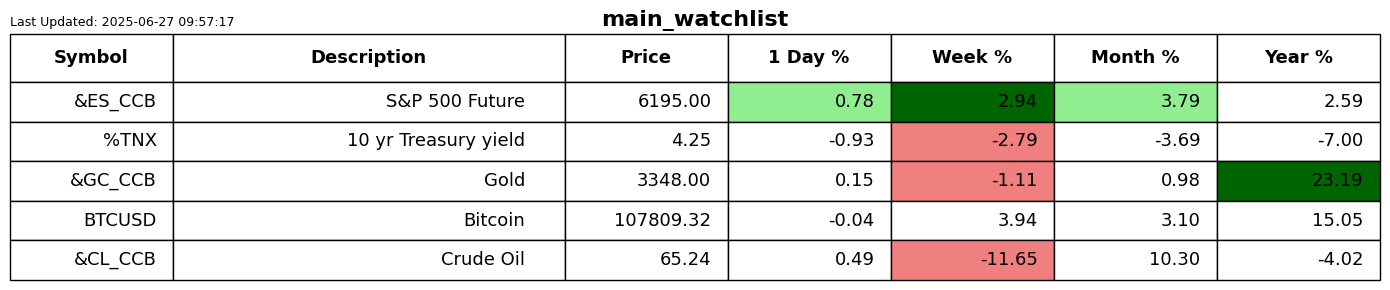 Last Updated: 2025-06-27 09:57:17
main_watchlist
Symbol Description Price 1 Day % Week % Month % Year %
&ES_CCB S&P 500 Future 6195.00 0.78 2.94 3.79 2.59
%TNX 10 yr Treasury yield 4.25 -0.93 -2.79 -3.69 -7.00
&GC_CCB Gold 3348.00 0.15 -1.11 0.98 23.19
BTCUSD Bitcoin 107809.32 -0.04 3.94 3.10 15.05
&CL_CCB Crude Oil 65.24 0.49 -11.65 10.30 -4.02